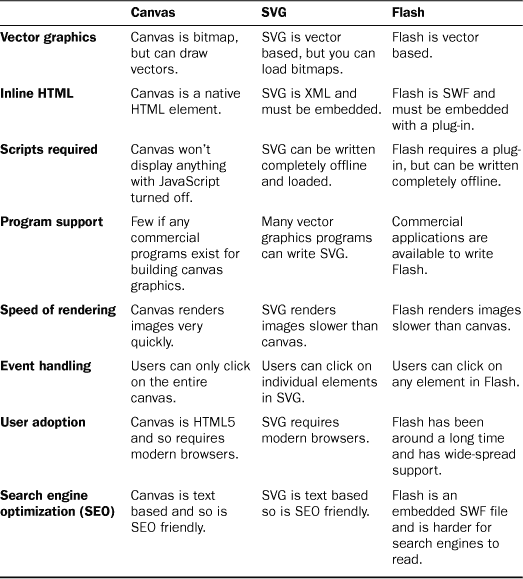 Canvas SVG Flash
Vector graphics Canvas is bitmap, SVG is vector Flash is vector
but can draw based, but you can based.
vectors. load bitmaps.
Inline HTML Canvas is a native SVG is XML and Flash is SWF and
HTML element. must be embedded. must be embedded
with a plug-in.
Scripts required Canvas won't SVG can be written Flash requires a plug-
display anything completely offline in, but can be written
with JavaScript and loaded. completely offline.
turned off.
Program support Few if any Many vector Commercial
commercial graphics programs applications are
programs exist for can write SVG. available to write
building canvas Flash.
graphics.
Speed of rendering Canvas renders SVG renders Flash renders images
images very images slower than slower than canvas.
quickly. canvas.
Event handling Users can only click Users can click on Users can click on
on the entire individual elements any element in Flash.
canvas. in SVG.
User adoption Canvas is HTML5 SVG requires Flash has been
and so requires modern browsers. around a long time
modern browsers. and has wide-spread
support.
Search engine Canvas is text SVG is text based Flash is an
optimization (SEO) based and so is so is SEO friendly. embedded SWF file
SEO friendly. and is harder for
search engines to
read.